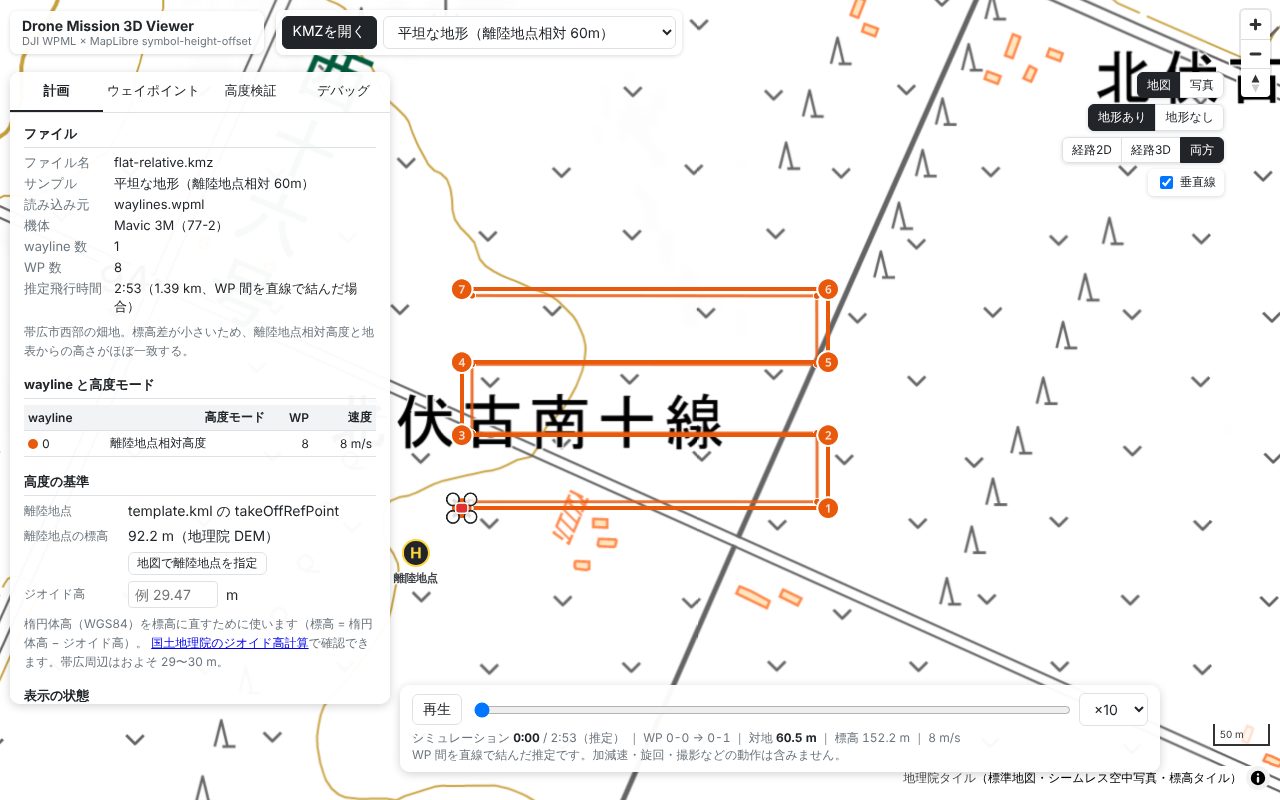 Drone Mission 3D Viewer
DJI WPML × MapLibre symbol-height-offset
KMZを開く
平坦な地形（離陸地点相対 60m）
計画 ウェイポイント 高度検証 デバッグ
ファイル
ファイル名 flat-relative.kmz
サンプル 平坦な地形（離陸地点相対 60m）
読み込み元 waylines.wpml
機体 Mavic 3M（77-2）
wayline 数 1
WP 数 8
推定飛行時間 2:53（1.39 km、WP 間を直線で結んだ場
合）
帯広市西部の畑地。標高差が小さいため、離陸地点相対高度と地
表からの高さがほぼ一致する。
wayline と高度モード
wayline 高度モード WP 速度
0 離陸地点相対高度 8 8 m/s
高度の基準
離陸地点 template.kml の takeOffRefPoint
離陸地点の標高 92.2 m（地理院 DEM）
地図で離陸地点を指定
ジオイド高 例 29.47 m
楕円体高（WGS84）を標高に直すために使います（標高 = 楕円
体高 − ジオイド高）。国土地理院のジオイド高計算で確認でき
ます。帯広周辺はおよそ 29〜30 m。
表示の状態
北伏古
地図 写真
地形あり 地形なし
経路2D 経路3D 両方
垂直線
7 6
4 5
伏古南十線
3 2
1
H
離陸地点
再生 ×10
シミュレーション 0:00 / 2:53（推定） ｜ WP 0-0 → 0-1 ｜ 対地 60.5 m ｜ 標高 152.2 m ｜ 8 m/s
WP 間を直線で結んだ推定です。加減速・旋回・撮影などの動作は含みません。
50 m
地理院タイル（標準地図・シームレス空中写真・標高タイル）